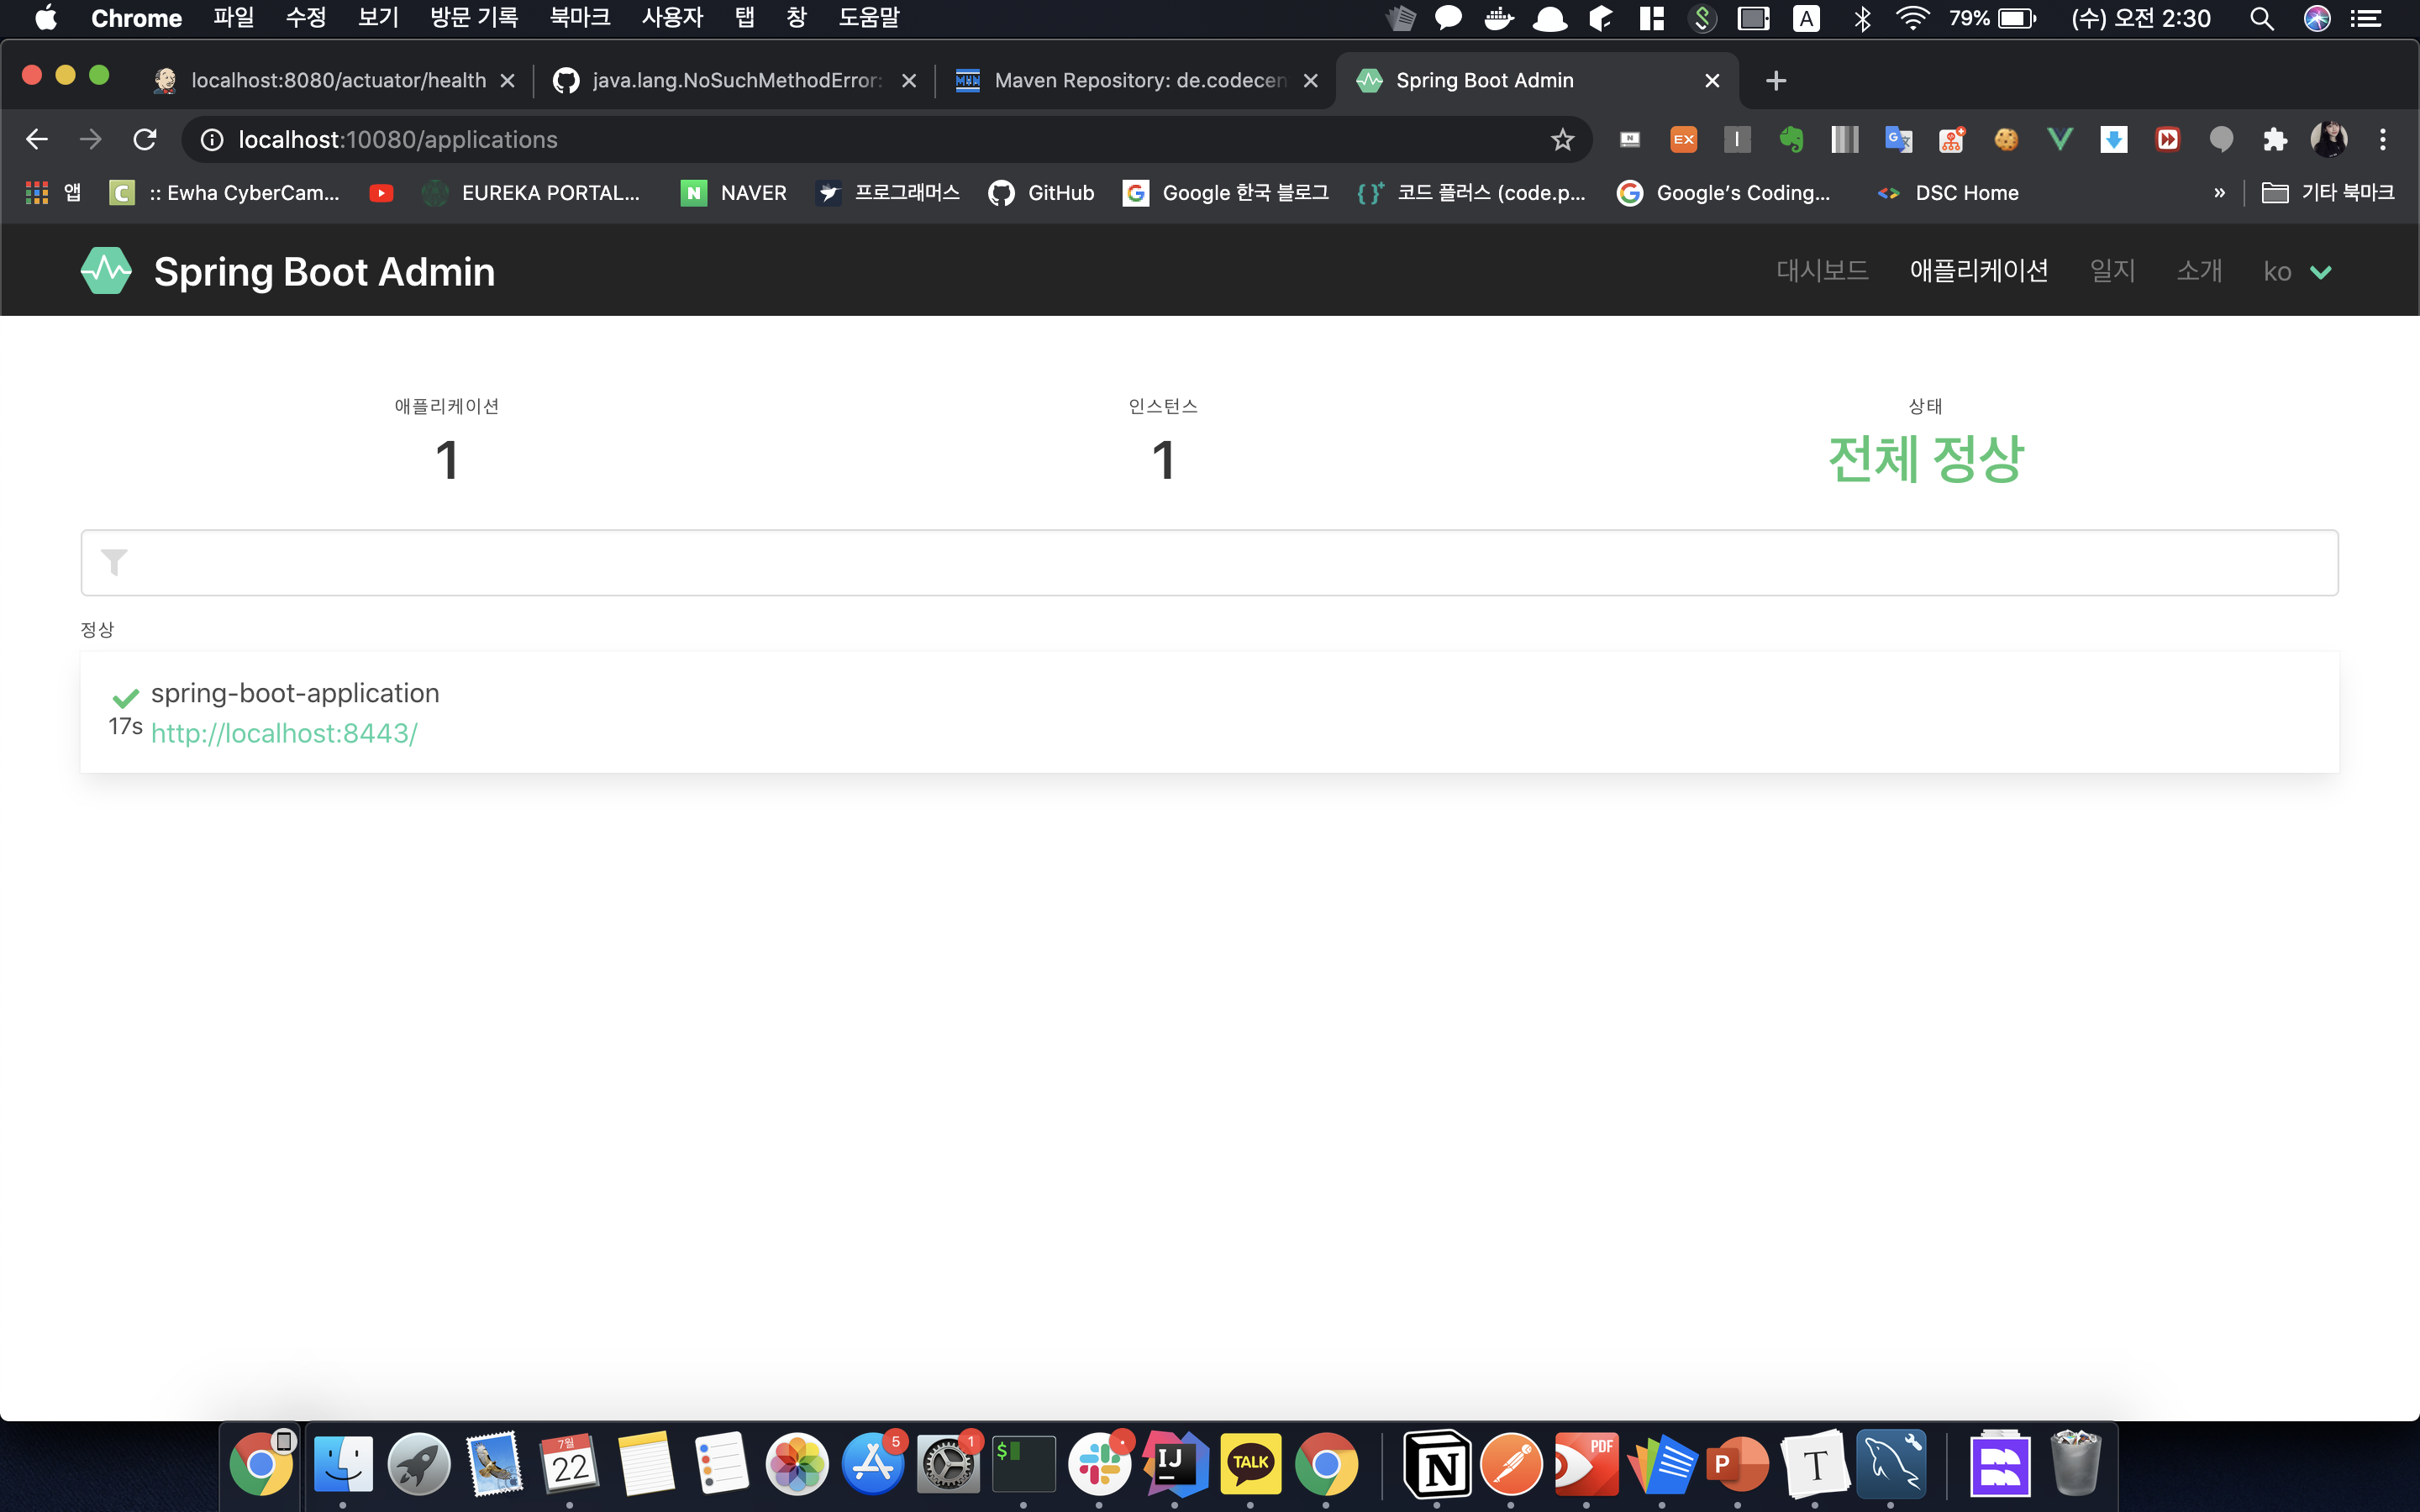 Chrome 파일 수정 보기 방문 기록 북마크 사용자 탭 창 도움말 A 79% (수) 오전 2:30
localhost:8080/actuator/health java.lang.NoSuchMethodError: Maven Repository: de.codecen Spring Boot Admin
localhost:10080/applications
앱 :: Ewha CyberCam... EUREKA PORTAL... NAVER 프로그래머스 GitHub Google 한국 블로그 코드 플러스 (code.p... Google's Coding... DSC Home » 기타 북마크
Spring Boot Admin 대시보드 애플리케이션 일지 소개 ko
애플리케이션 인스턴스 상태
1 1 전체 정상
정상
spring-boot-application
17s http://localhost:8443/
7월 22 5 1 $ IJ TALK N PDF P T